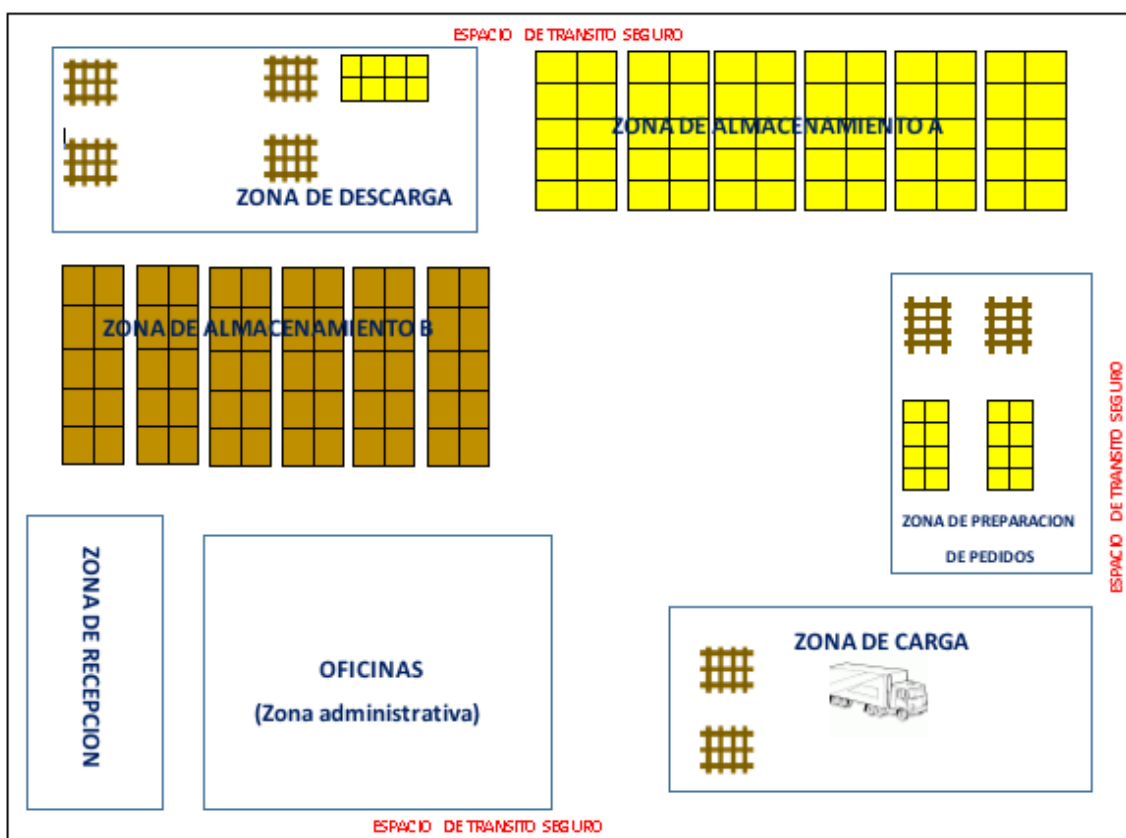 ESPACIO DE TRANSITO SEGURO
ZONA DE ALMACENAMIENTO A
ZONA DE DESCARGA
ZONA DE ALMACENAMIENTO B
ESPACIO DE TRANSITO SEGURO
ZONA DE PREPARACION
DE PEDIDOS
ZONA DE RECEPCION
OFICINAS
(Zona administrativa)
ZONA DE CARGA
ESPACIO DE TRANSITO SEGURO